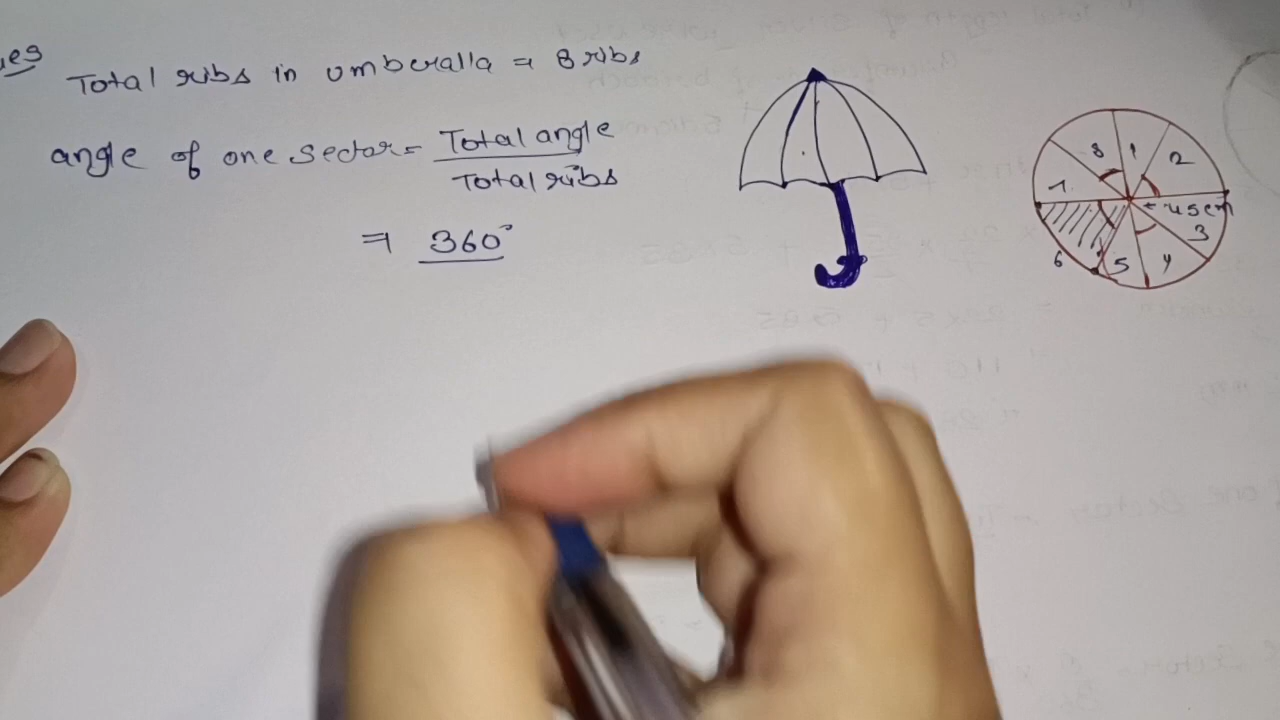 Total ribs in umberalla = 8 ribs
angle of one sector = Total angle
Total ribs
⇒ 360°
8 1 2
7
45cm
3
6 5 4